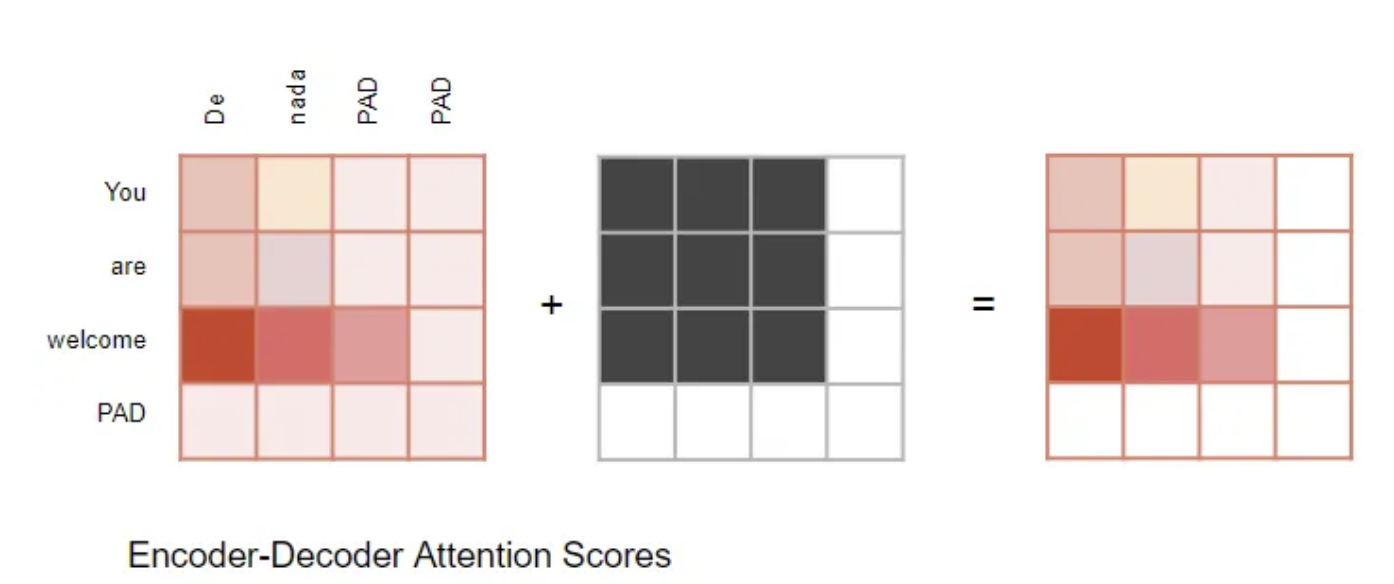 De
nada
PAD
PAD
You
are
welcome
PAD
+
=
Encoder-Decoder Attention Scores